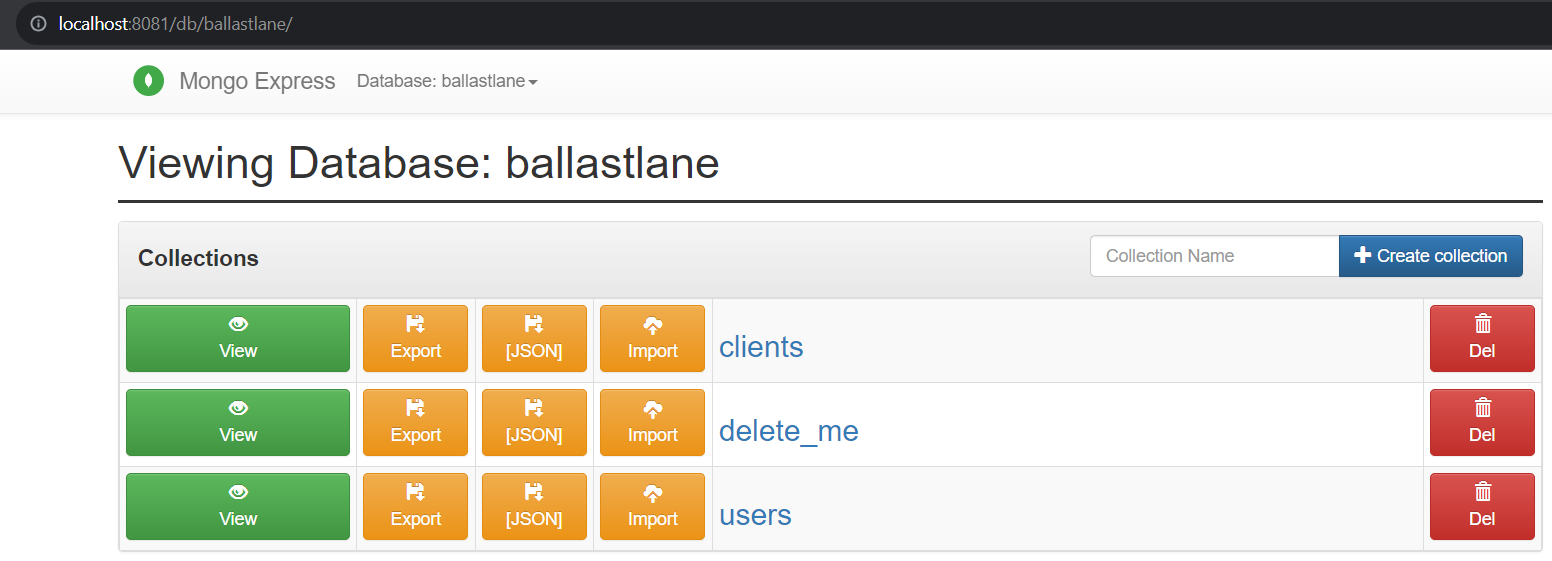 localhost:8081/db/ballastlane/
Mongo Express Database: ballastlane
Viewing Database: ballastlane
Collections Collection Name Create collection
View Export [JSON] Import clients Del
View Export [JSON] Import delete_me Del
View Export [JSON] Import users Del